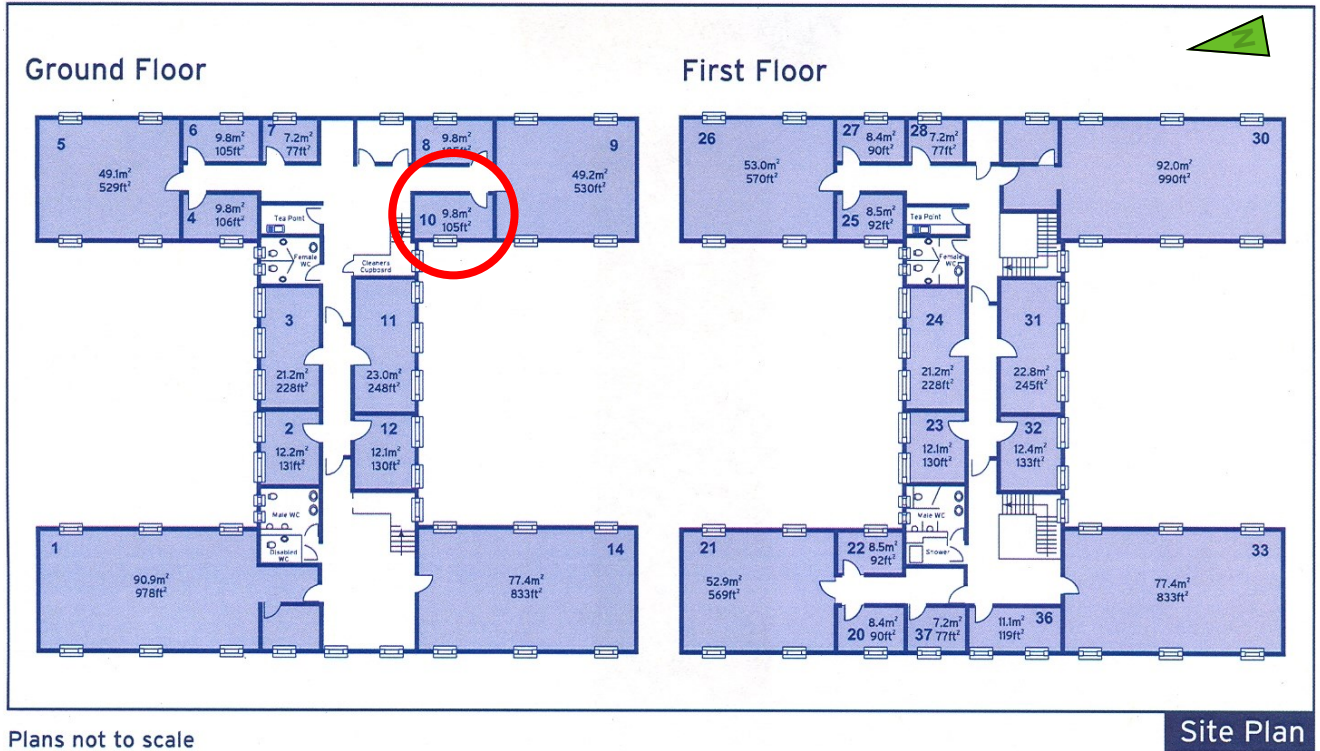 N
Ground Floor
First Floor
5
49.1m²
529ft²
6
9.8m²
105ft²
7
7.2m²
77ft²
8
9.8m²
9
49.2m²
530ft²
4
9.8m²
106ft²
Tea Point
10
9.8m²
105ft²
Female
WC
Cleaners
Cupboard
3
21.2m²
228ft²
11
23.0m²
248ft²
2
12.2m²
131ft²
12
12.1m²
130ft²
Male WC
Disabled
WC
1
90.9m²
978ft²
14
77.4m²
833ft²
26
53.0m²
570ft²
27
8.4m²
90ft²
28
7.2m²
77ft²
30
92.0m²
990ft²
25
8.5m²
92ft²
Tea Point
Female
WC
24
21.2m²
228ft²
31
22.8m²
245ft²
23
12.1m²
130ft²
32
12.4m²
133ft²
Male WC
Shower
21
52.9m²
569ft²
22
8.5m²
92ft²
33
77.4m²
833ft²
20
8.4m²
90ft²
37
7.2m²
77ft²
36
11.1m²
119ft²
Plans not to scale
Site Plan